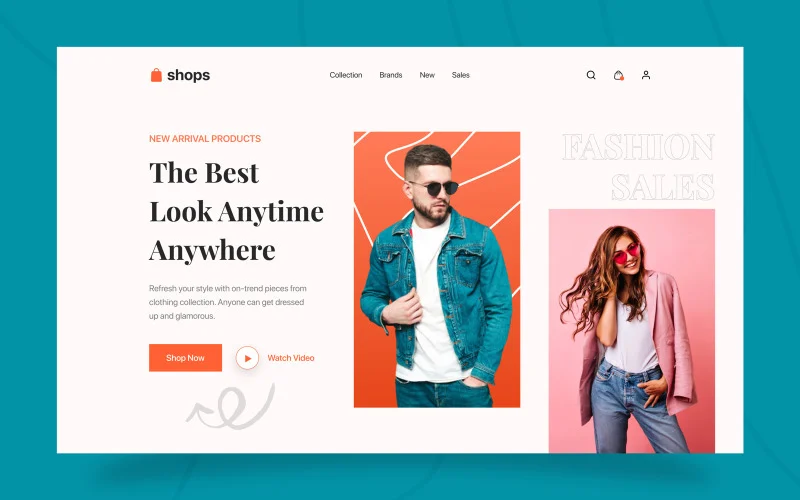 shops
Collection
Brands
New
Sales
NEW ARRIVAL PRODUCTS
The Best
Look Anytime
Anywhere
Refresh your style with on-trend pieces from
clothing collection. Anyone can get dressed
up and glamorous.
Shop Now
Watch Video
FASHION
SALES